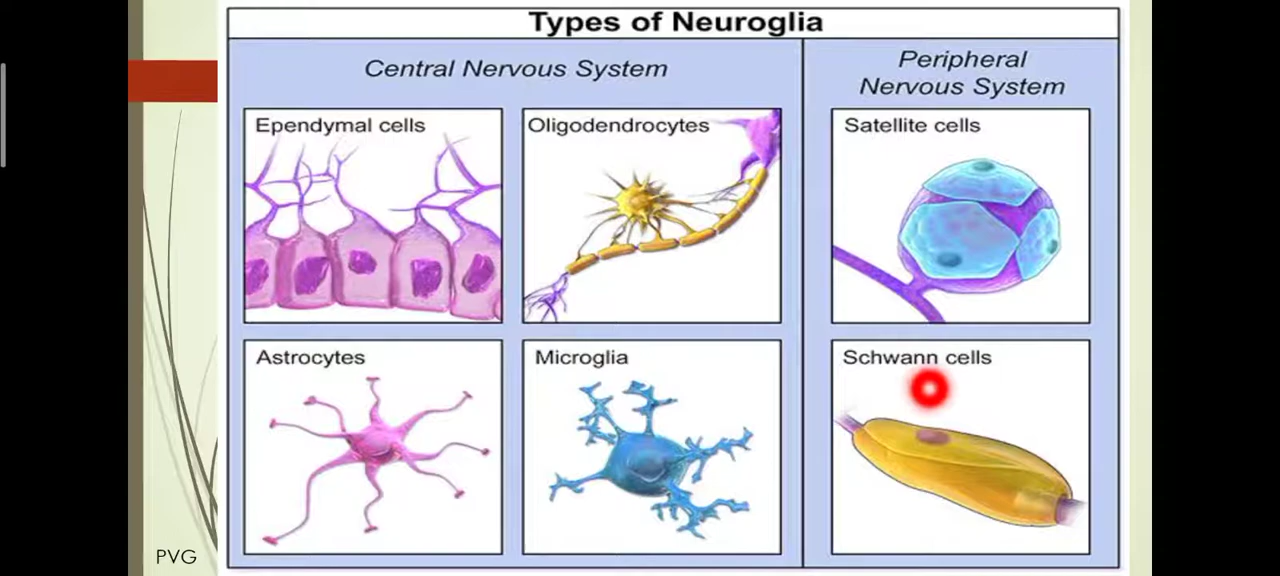 Types of Neuroglia
Central Nervous System
Peripheral
Nervous System
Ependymal cells
Oligodendrocytes
Satellite cells
Astrocytes
Microglia
Schwann cells
PVG